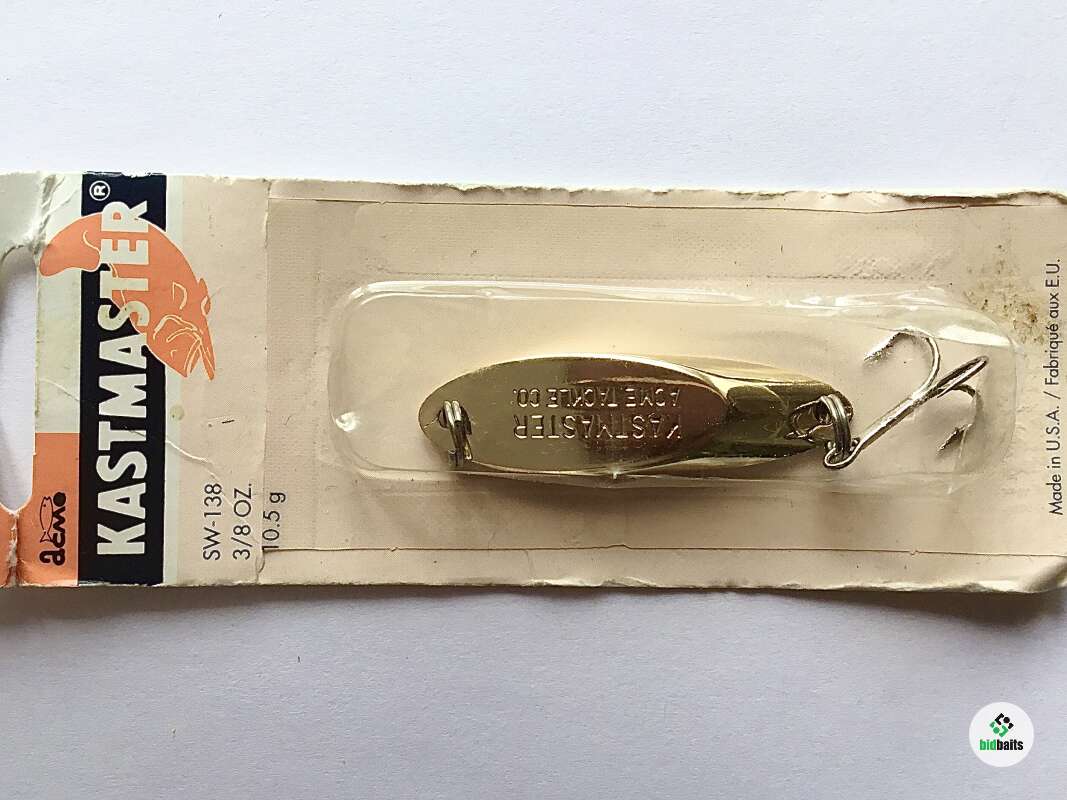 KASTMASTER®
acme
SW-138
3/8 OZ.
10.5 g
KASTMASTER
ACME TACKLE CO.
Made in U.S.A. / Fabriqué aux E.U.
bidbaits